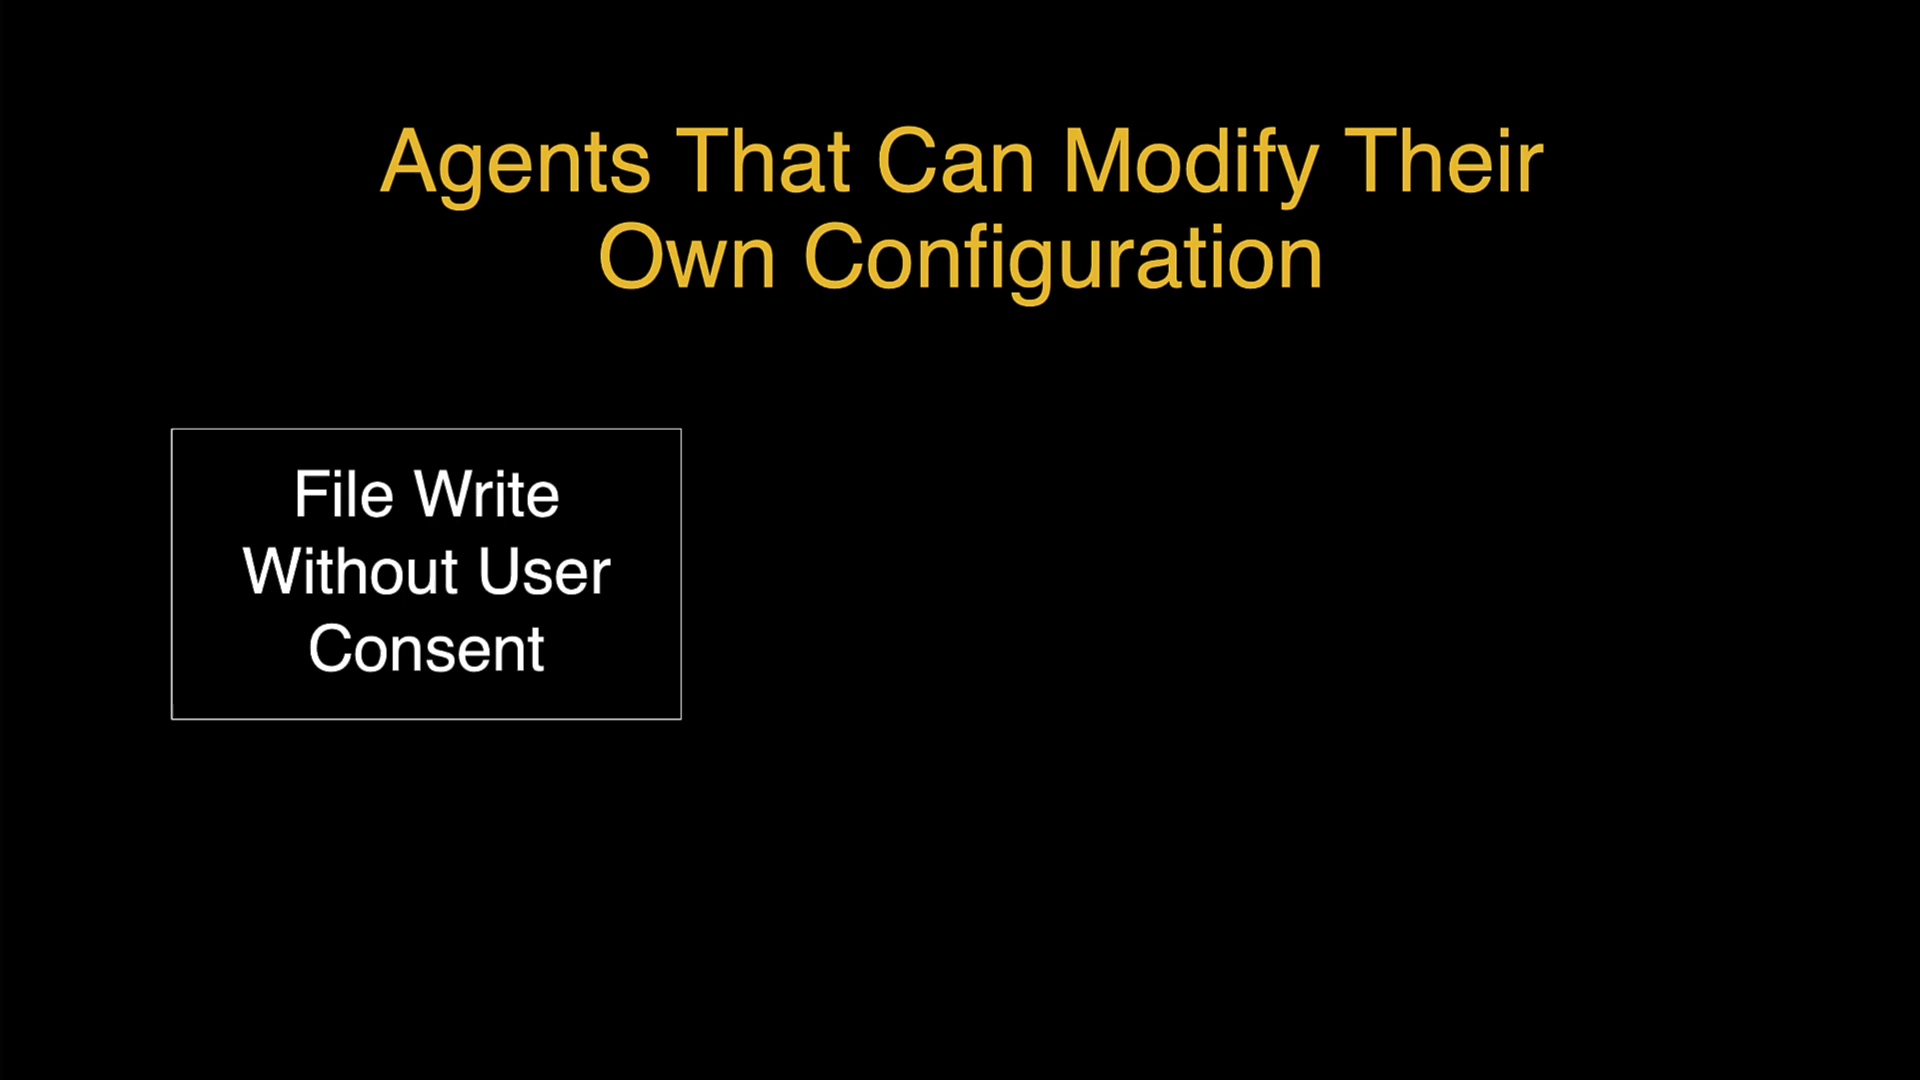 Agents That Can Modify Their
Own Configuration
File Write
Without User
Consent